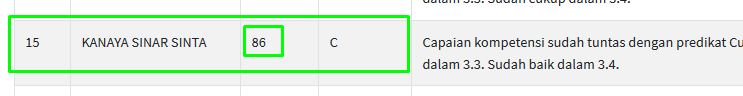 dalam 3.3. Sudah cukup dalam 3.4.
15 KANAYA SINAR SINTA 86 C Capaian kompetensi sudah tuntas dengan predikat Cu
dalam 3.3. Sudah baik dalam 3.4.